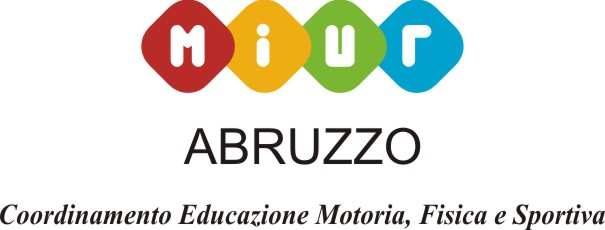 MiUr
ABRUZZO
Coordinamento Educazione Motoria, Fisica e Sportiva